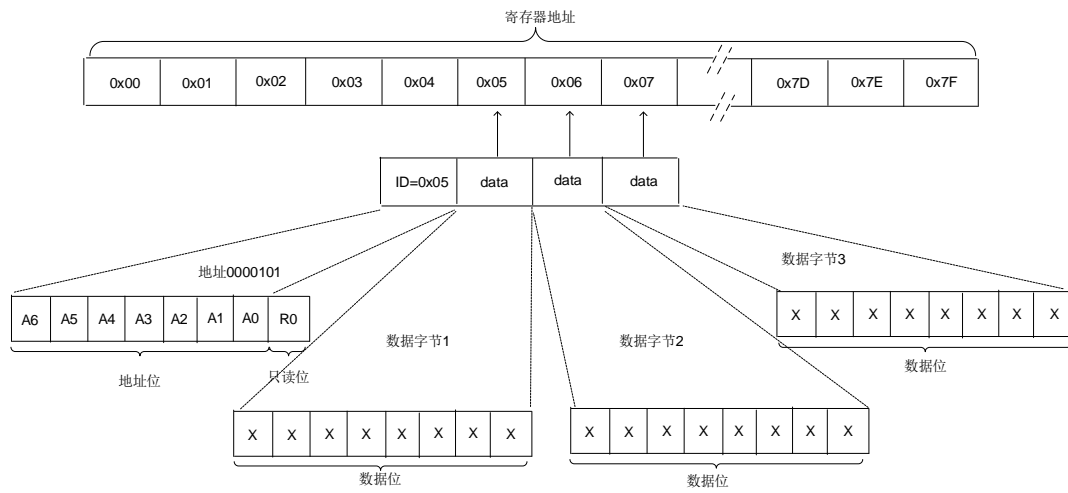 寄存器地址
0x00 0x01 0x02 0x03 0x04 0x05 0x06 0x07 0x7D 0x7E 0x7F
ID=0x05 data data data
地址0000101
数据字节3
A6 A5 A4 A3 A2 A1 A0 R0
X X X X X X X X
数据字节1
数据字节2
地址位
只读位
数据位
X X X X X X X X
X X X X X X X X
数据位
数据位